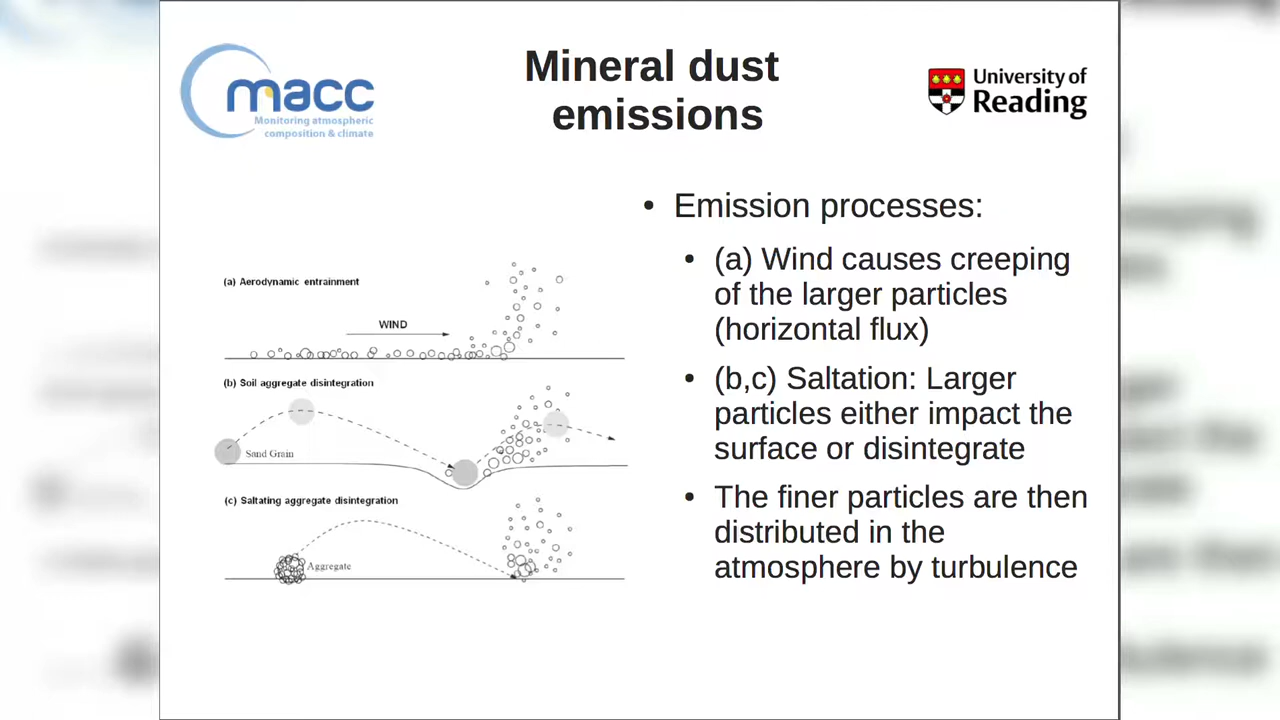 macc
Monitoring atmospheric
composition & climate
Mineral dust
emissions
University of
Reading
• Emission processes:
• (a) Wind causes creeping
of the larger particles
(horizontal flux)
• (b,c) Saltation: Larger
particles either impact the
surface or disintegrate
• The finer particles are then
distributed in the
atmosphere by turbulence
(a) Aerodynamic entrainment
WIND
(b) Soil aggregate disintegration
Sand Grain
(c) Saltating aggregate disintegration
Aggregate